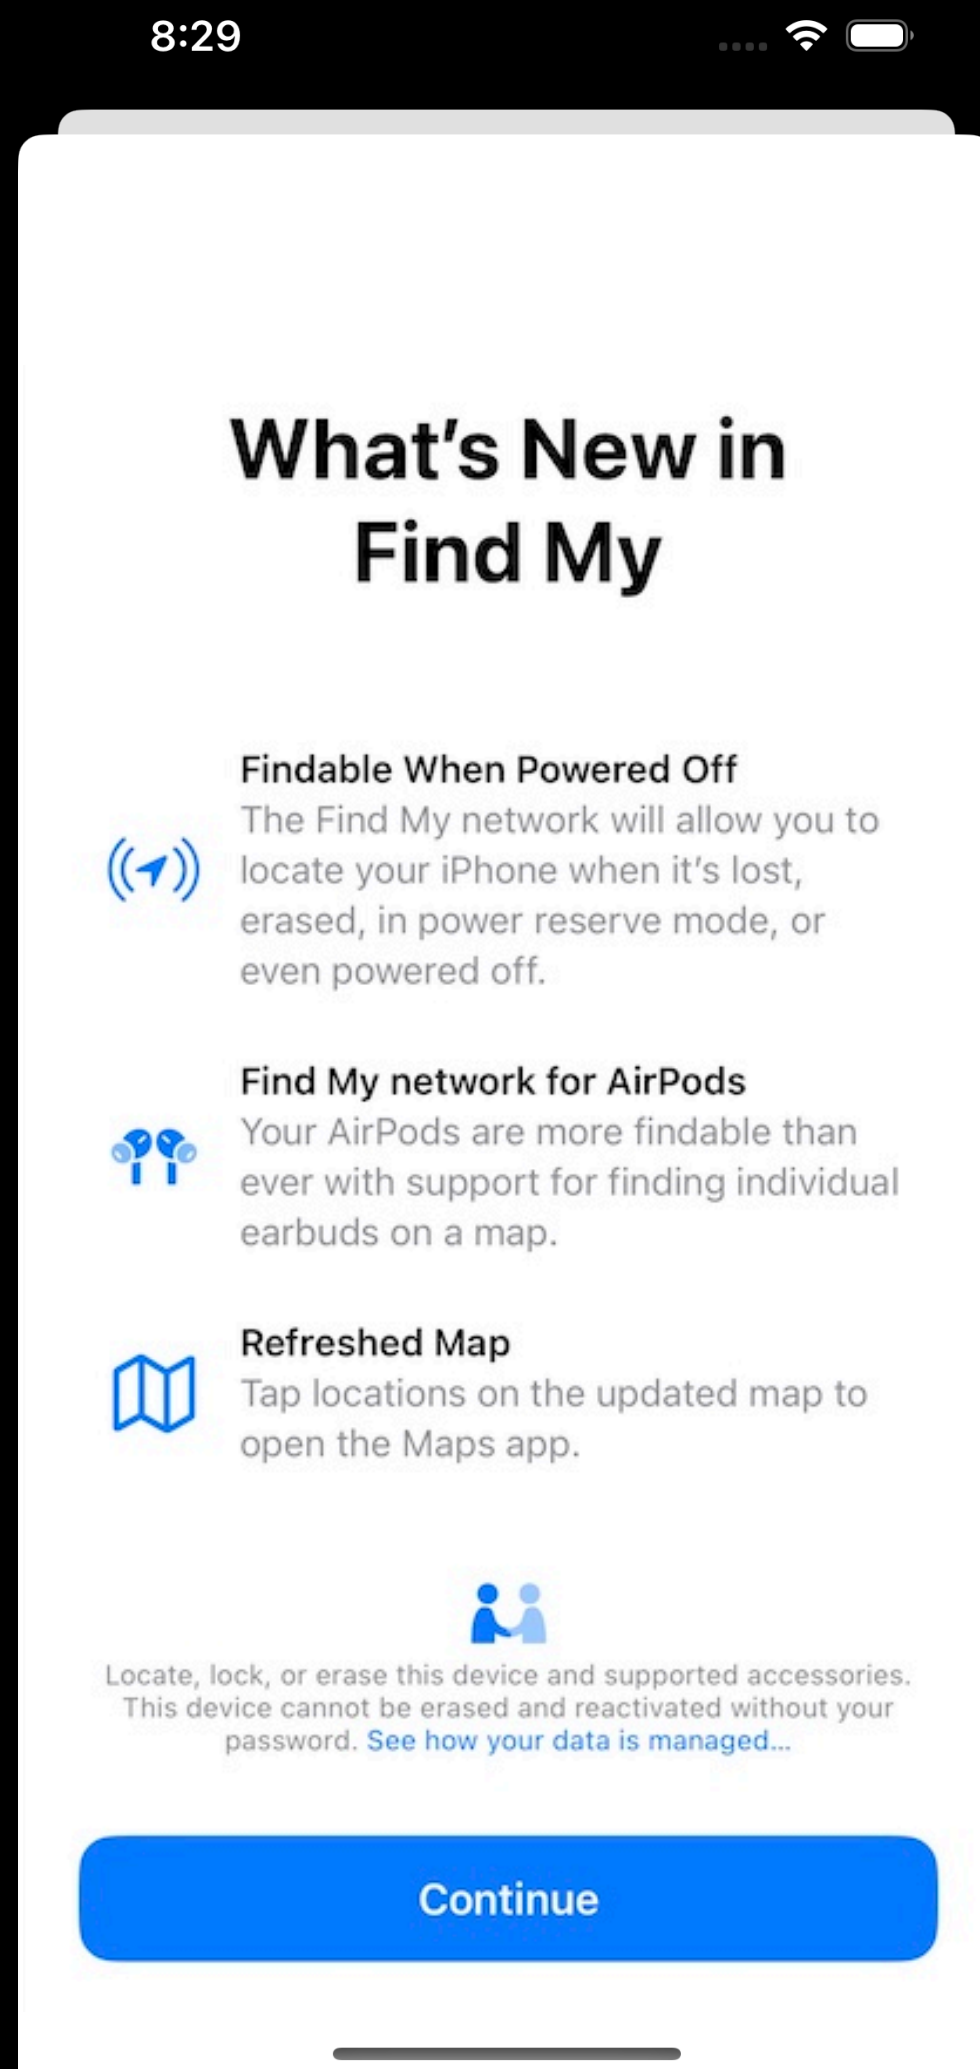 8:29
What's New in
Find My
Findable When Powered Off
The Find My network will allow you to
locate your iPhone when it's lost,
erased, in power reserve mode, or
even powered off.
Find My network for AirPods
Your AirPods are more findable than
ever with support for finding individual
earbuds on a map.
Refreshed Map
Tap locations on the updated map to
open the Maps app.
Locate, lock, or erase this device and supported accessories.
This device cannot be erased and reactivated without your
password. See how your data is managed...
Continue